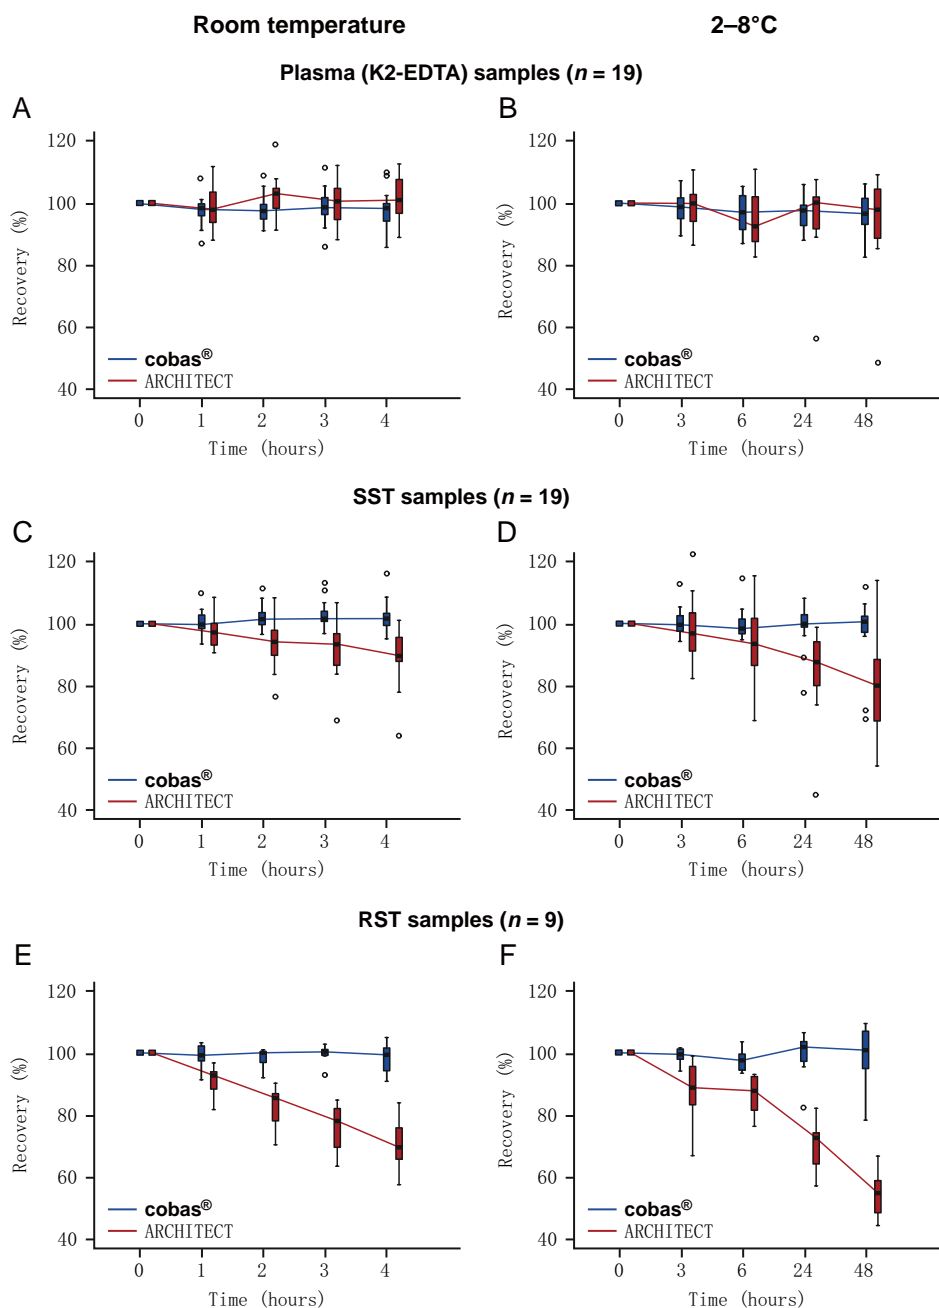 Room temperature
2–8°C
Plasma (K2-EDTA) samples (n = 19)
A
120
100
80
60
40
Recovery (%)
cobas®
ARCHITECT
0 1 2 3 4
Time (hours)
B
120
100
80
60
40
Recovery (%)
cobas®
ARCHITECT
0 3 6 24 48
Time (hours)
SST samples (n = 19)
C
120
100
80
60
40
Recovery (%)
cobas®
ARCHITECT
0 1 2 3 4
Time (hours)
D
120
100
80
60
40
Recovery (%)
cobas®
ARCHITECT
0 3 6 24 48
Time (hours)
RST samples (n = 9)
E
120
100
80
60
40
Recovery (%)
cobas®
ARCHITECT
0 1 2 3 4
Time (hours)
F
120
100
80
60
40
Recovery (%)
cobas®
ARCHITECT
0 3 6 24 48
Time (hours)